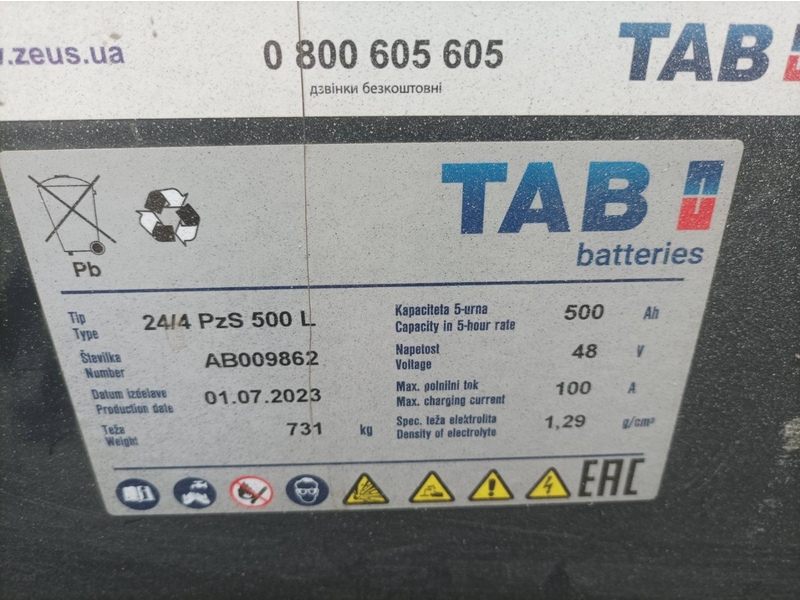 .zeus.ua
0 800 605 605
дзвінки безкоштовні
TAB
TAB
batteries
Pb
Tip
Type
24/4 PzS 500 L
Številka
Number
AB009862
Datum izdelave
Production date
01.07.2023
Teža
Weight
731 kg
Kapaciteta 5-urna
Capacity in 5-hour rate
500 Ah
Napetost
Voltage
48 V
Max. polnilni tok
Max. charging current
100 A
Spec. teža elektrolita
Density of electrolyte
1,29 g/cm³
EAC